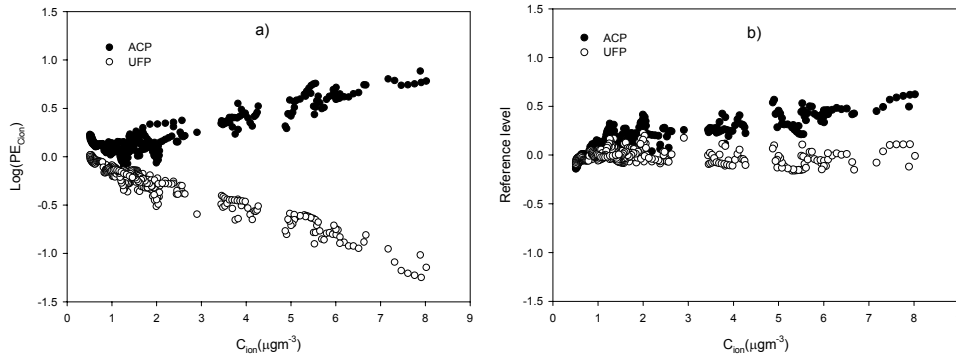 a)
ACP
UFP
Log(PE_Cion)
1.5
1.0
0.5
0.0
-0.5
-1.0
-1.5
0 1 2 3 4 5 6 7 8 9
C_ion(µgm⁻³)
b)
ACP
UFP
Reference level
1.5
1.0
0.5
0.0
-0.5
-1.0
-1.5
0 1 2 3 4 5 6 7 8 9
C_ion(µgm⁻³)